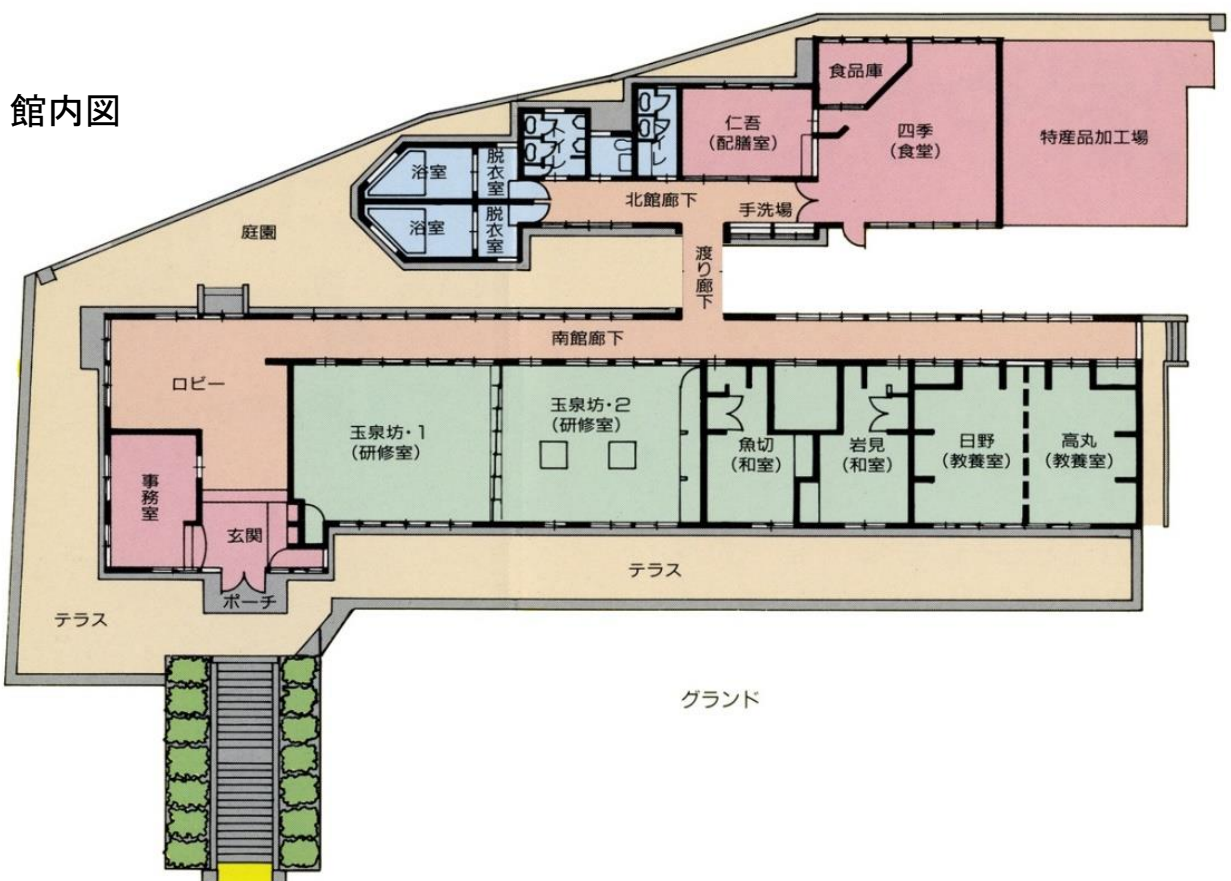 館内図
食品庫
仁吾
(配膳室)
四季
(食堂)
特産品加工場
トイレ
トイレ
浴室
脱衣室
浴室
脱衣室
北館廊下
手洗場
庭園
渡り廊下
南館廊下
ロビー
玉泉坊・1
(研修室)
玉泉坊・2
(研修室)
魚切
(和室)
岩見
(和室)
日野
(教養室)
高丸
(教養室)
事務室
玄関
ポーチ
テラス
テラス
グランド